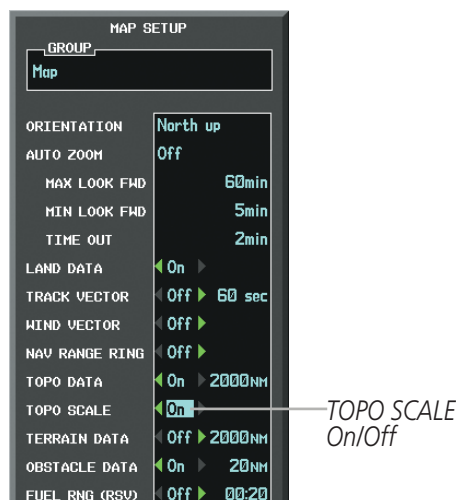 MAP SETUP
GROUP
Map
ORIENTATION North up
AUTO ZOOM Off
MAX LOOK FWD 60min
MIN LOOK FWD 5min
TIME OUT 2min
LAND DATA On
TRACK VECTOR Off 60 sec
WIND VECTOR Off
NAV RANGE RING Off
TOPO DATA On 2000NM
TOPO SCALE On
TOPO SCALE
On/Off
TERRAIN DATA Off 2000NM
OBSTACLE DATA On 20NM
FUEL RNG (RSV) Off 00:20